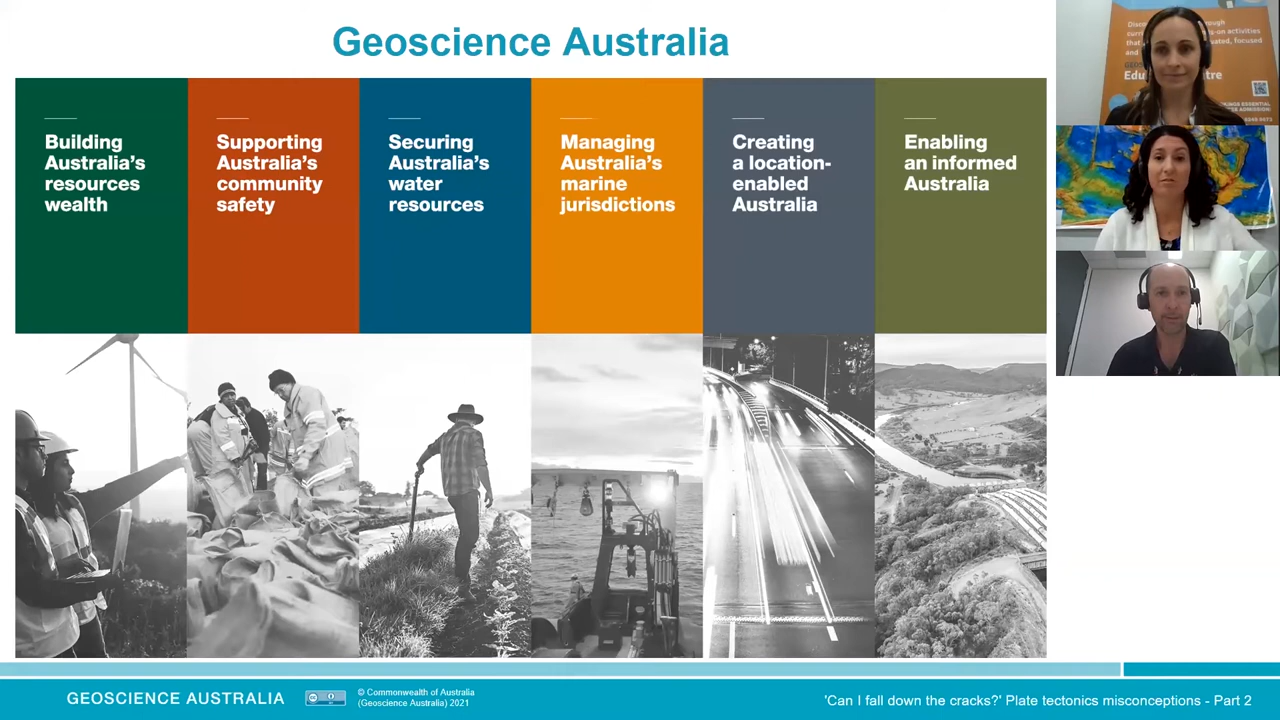 Geoscience Australia
Building
Australia's
resources
wealth
Supporting
Australia's
community
safety
Securing
Australia's
water
resources
Managing
Australia's
marine
jurisdictions
Creating
a location-
enabled
Australia
Enabling
an informed
Australia
GEOSCIENCE AUSTRALIA
© Commonwealth of Australia
(Geoscience Australia) 2021
'Can I fall down the cracks?' Plate tectonics misconceptions - Part 2